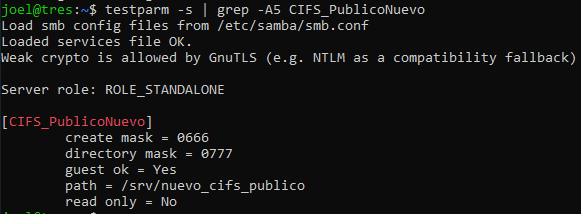 joel@tres:~$ testparm -s | grep -A5 CIFS_PublicoNuevo
Load smb config files from /etc/samba/smb.conf
Loaded services file OK.
Weak crypto is allowed by GnuTLS (e.g. NTLM as a compatibility fallback)
Server role: ROLE_STANDALONE
[CIFS_PublicoNuevo]
create mask = 0666
directory mask = 0777
guest ok = Yes
path = /srv/nuevo_cifs_publico
read only = No